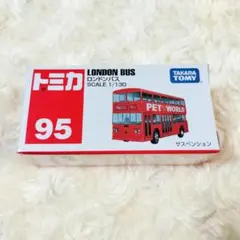 トミカ
95
LONDON BUS
ロンドンバス
SCALE 1/130
TAKARA
TOMY
PET WORLD
サスペンション